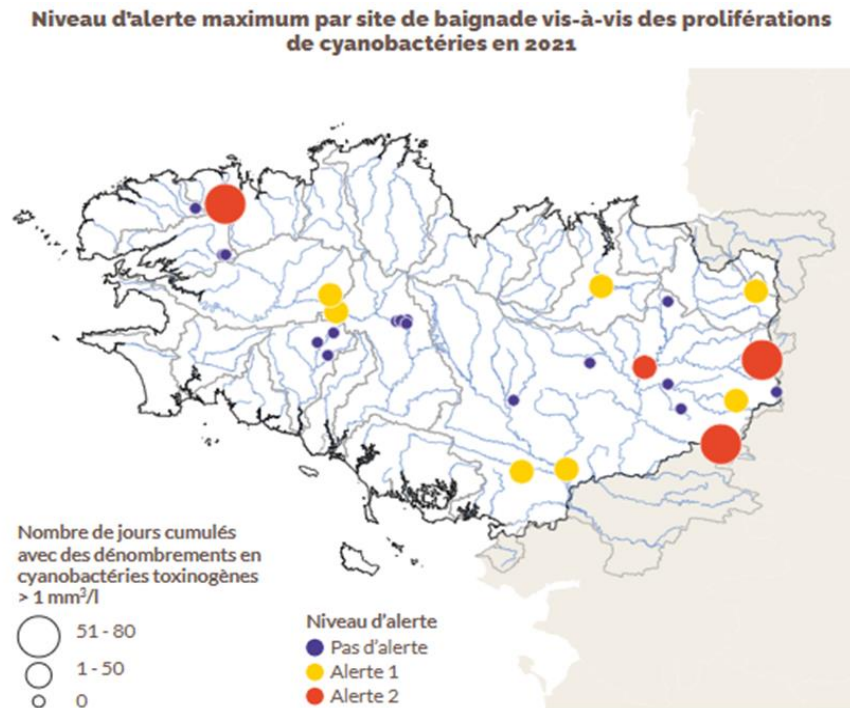 Niveau d'alerte maximum par site de baignade vis-à-vis des proliférations
de cyanobactéries en 2021
Nombre de jours cumulés
avec des dénombrements en
cyanobactéries toxinogènes
> 1 mm³/l
51 - 80
1 - 50
0
Niveau d'alerte
Pas d'alerte
Alerte 1
Alerte 2